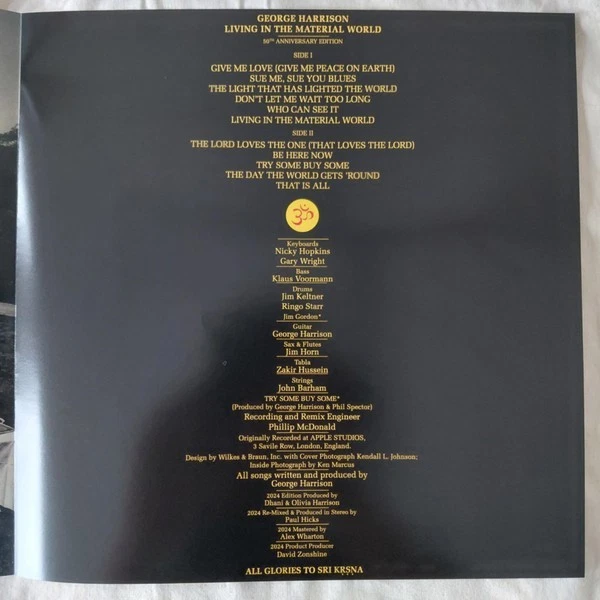 GEORGE HARRISON
LIVING IN THE MATERIAL WORLD
50TH ANNIVERSARY EDITION
SIDE I
GIVE ME LOVE (GIVE ME PEACE ON EARTH)
SUE ME, SUE YOU BLUES
THE LIGHT THAT HAS LIGHTED THE WORLD
DON'T LET ME WAIT TOO LONG
WHO CAN SEE IT
LIVING IN THE MATERIAL WORLD
SIDE II
THE LORD LOVES THE ONE (THAT LOVES THE LORD)
BE HERE NOW
TRY SOME BUY SOME
THE DAY THE WORLD GETS 'ROUND
THAT IS ALL
ॐ
Keyboards
Nicky Hopkins
Gary Wright
Bass
Klaus Voormann
Drums
Jim Keltner
Ringo Starr
Jim Gordon*
Guitar
George Harrison
Sax & Flutes
Jim Horn
Tabla
Zakir Hussein
Strings
John Barham
TRY SOME BUY SOME*
(Produced by George Harrison & Phil Spector)
Recording and Remix Engineer
Phillip McDonald
Originally Recorded at APPLE STUDIOS,
3 Savile Row, London, England.
Design by Wilkes & Braun, Inc. with Cover Photograph Kendall L. Johnson;
Inside Photograph by Ken Marcus
All songs written and produced by
George Harrison
2024 Edition Produced by
Dhani & Olivia Harrison
2024 Re-Mixed & Produced in Stereo by
Paul Hicks
2024 Mastered by
Alex Wharton
2024 Product Producer
David Zonshine
ALL GLORIES TO SRI KṚṢṆA